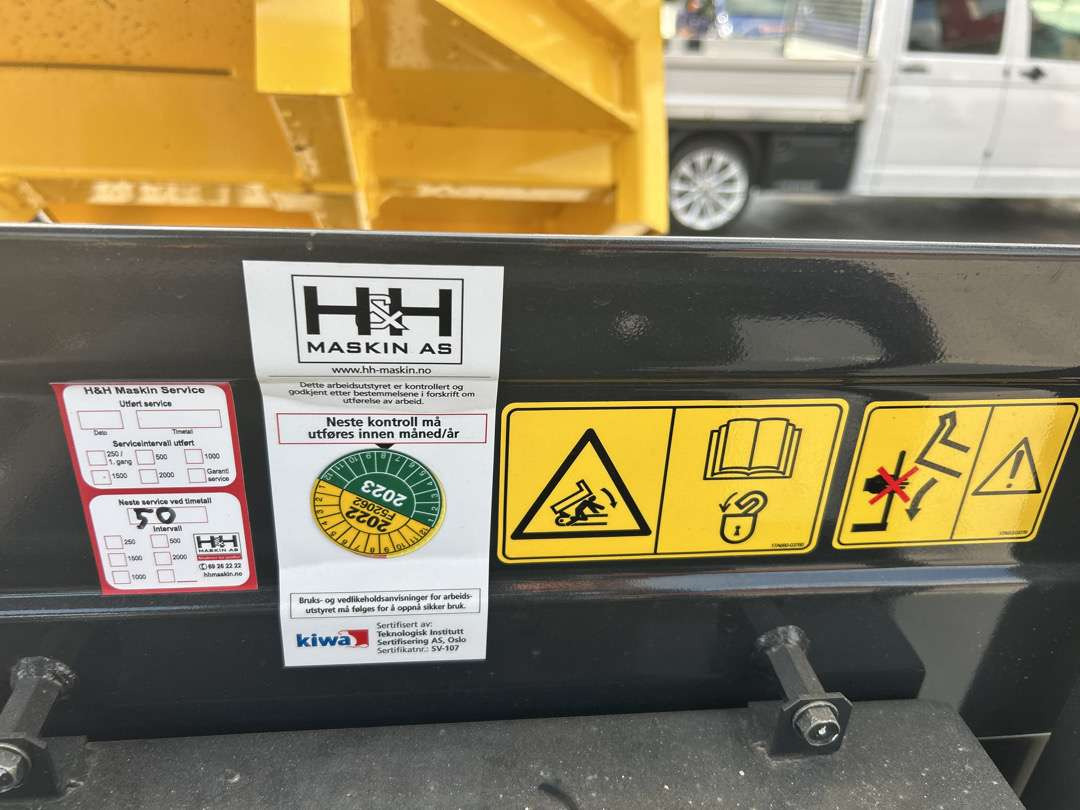 H&H Maskin Service
Utført service
Dato Timetall
Serviceintervall utført
250 / 1. gang 500 1000
1500 2000 Garanti service
Neste service ved timetall
50
Intervall
250 500
1500 2000
1000
H&H
MASKIN AS
69 26 22 22
hhmaskin.no
H&H
MASKIN AS
www.hh-maskin.no
Dette arbeidsutstyret er kontrollert og
godkjent etter bestemmelsene i forskrift om
utførelse av arbeid.
Neste kontroll må
utføres innen måned/år
2023
2022
F52062
Bruks- og vedlikeholdsanvisninger for arbeids-
utstyret må følges for å oppnå sikker bruk.
kiwa
Sertifisert av:
Teknologisk Institutt
Sertifisering AS, Oslo
Sertifikatnr.: SV-107